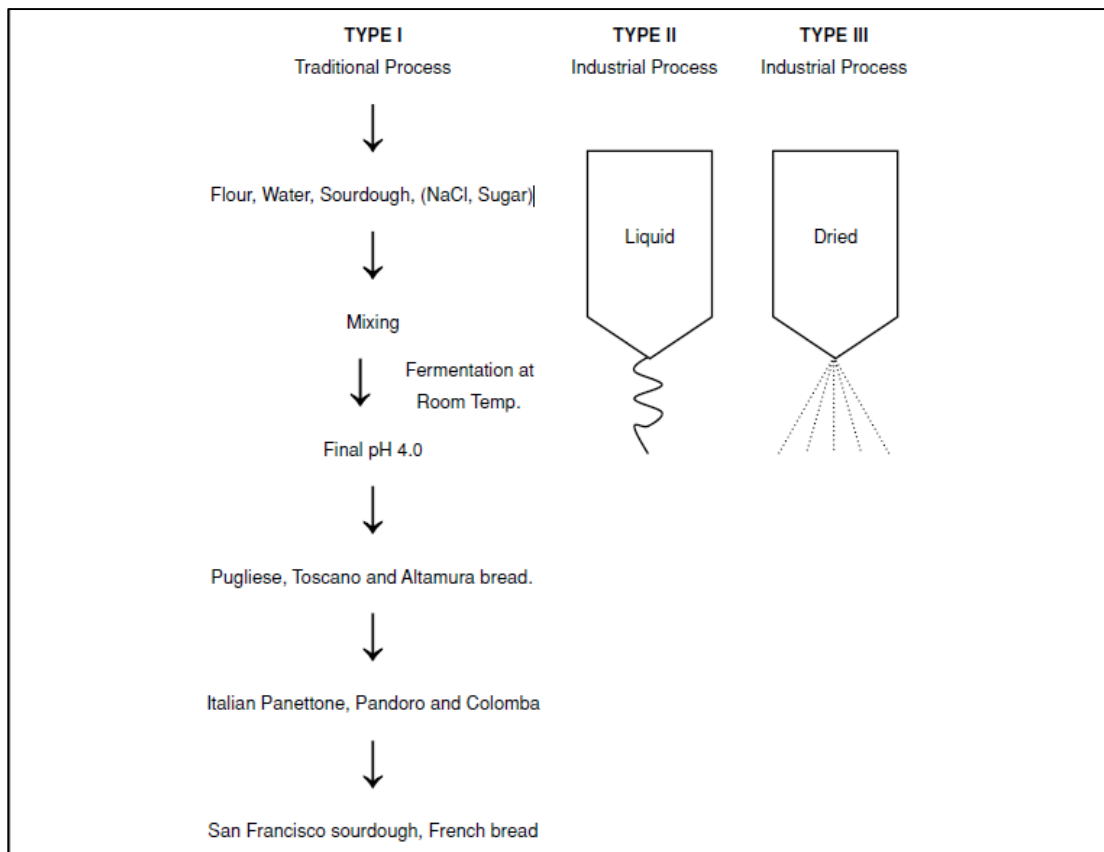 TYPE I
Traditional Process
Flour, Water, Sourdough, (NaCl, Sugar)
Mixing
Fermentation at
Room Temp.
Final pH 4.0
Pugliese, Toscano and Altamura bread.
Italian Panettone, Pandoro and Colomba
San Francisco sourdough, French bread
TYPE II
Industrial Process
Liquid
TYPE III
Industrial Process
Dried